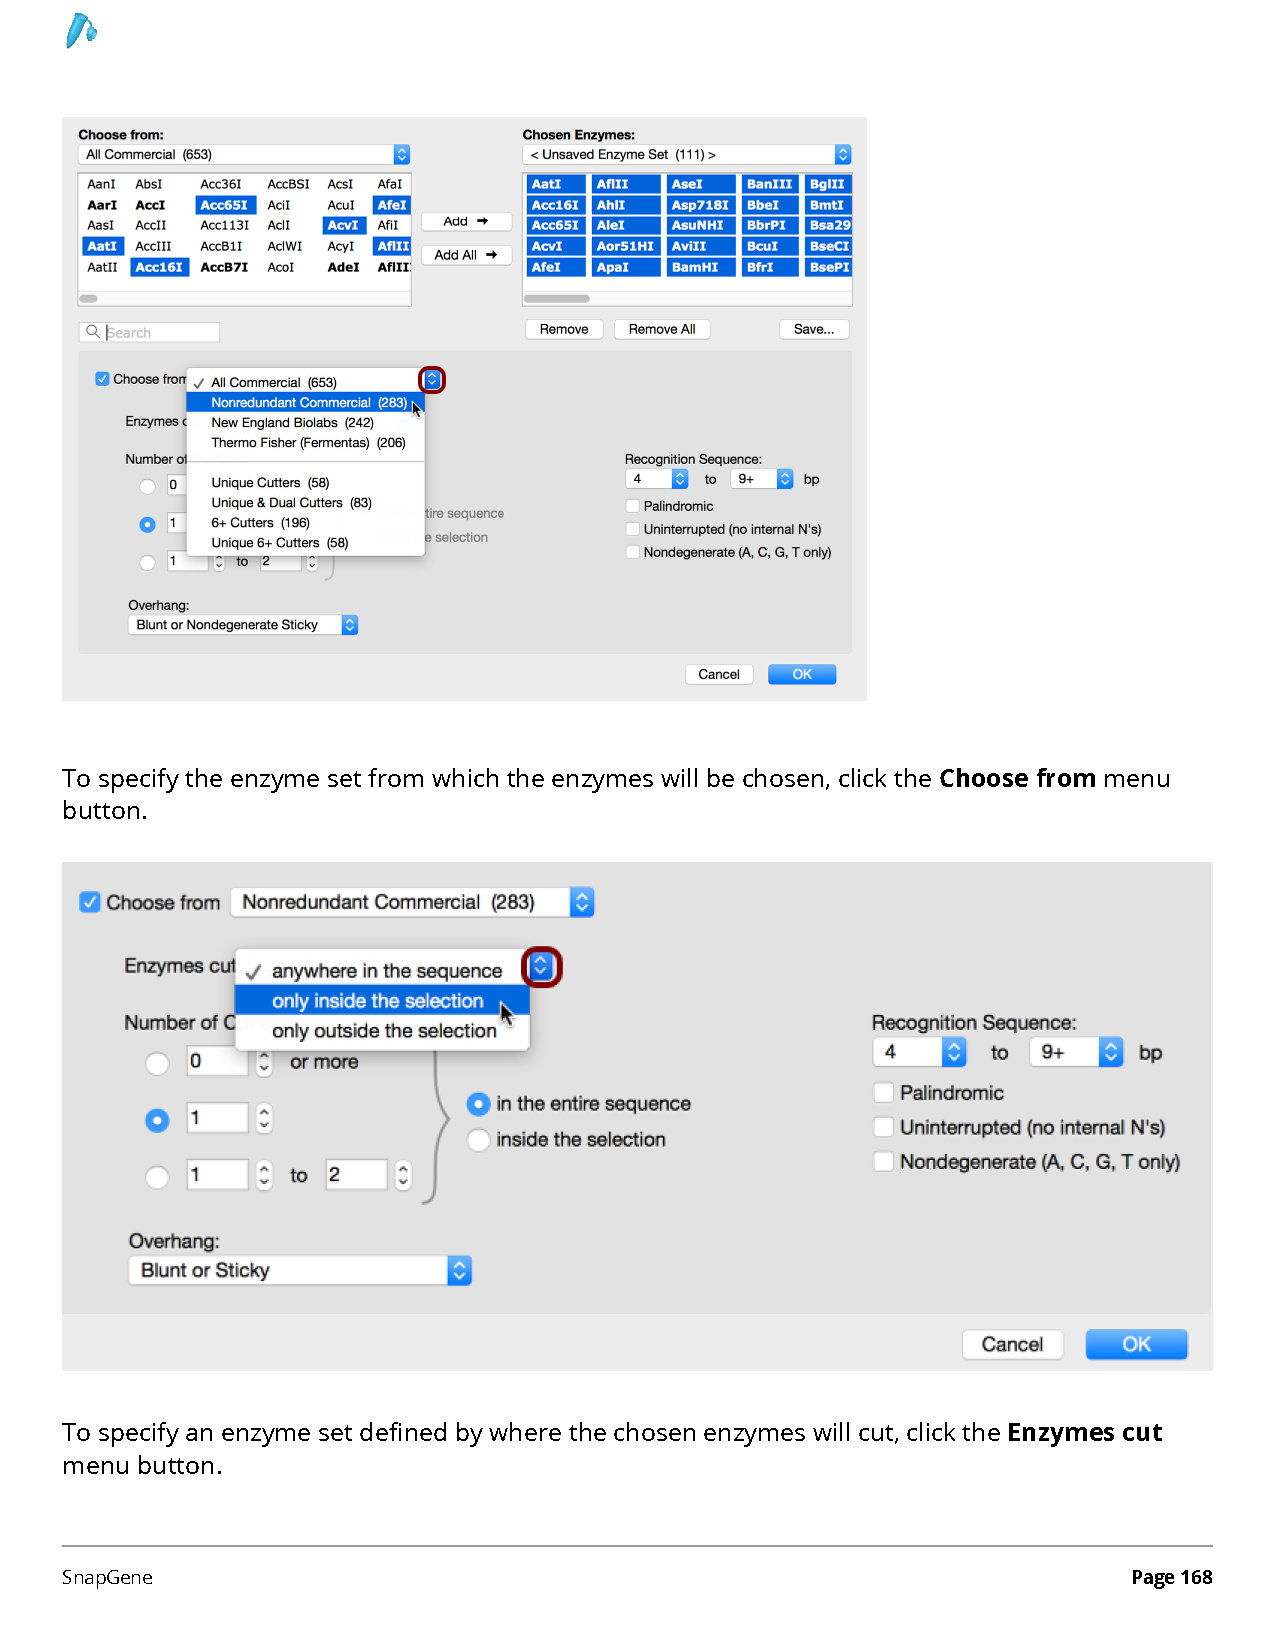 Choose from:
All Commercial (653)
AanI AbsI Acc36I AccBSI AcsI AfaI
AarI AccI Acc65I AciI AcuI AfeI
AasI AccII Acc113I AclI AcvI AfiI
AatI AccIII AccB1I AclWI AcyI AflII
AatII Acc16I AccB7I AcoI AdeI AflIII
Add →
Add All →
Chosen Enzymes:
< Unsaved Enzyme Set (111) >
AatI AflII AseI BanIII BglII
Acc16I AhlI Asp718I BbeI BmtI
Acc65I AleI AsuNHI BbrPI Bsa29
AcvI Aor51HI AviII BcuI BseCI
AfeI ApaI BamHI BfrI BsePI
Search
Remove Remove All Save...
Choose from
✓ All Commercial (653)
Nonredundant Commercial (283)
New England Biolabs (242)
Thermo Fisher (Fermentas) (206)
Unique Cutters (58)
Unique & Dual Cutters (83)
6+ Cutters (196)
Unique 6+ Cutters (58)
Enzymes c
Number of
0
1
1 to 2
tire sequence
e selection
Recognition Sequence:
4 to 9+ bp
Palindromic
Uninterrupted (no internal N's)
Nondegenerate (A, C, G, T only)
Overhang:
Blunt or Nondegenerate Sticky
Cancel OK
To specify the enzyme set from which the enzymes will be chosen, click the Choose from menu
button.
Choose from Nonredundant Commercial (283)
Enzymes cut
✓ anywhere in the sequence
only inside the selection
only outside the selection
Number of C
0 or more
1
1 to 2
in the entire sequence
inside the selection
Recognition Sequence:
4 to 9+ bp
Palindromic
Uninterrupted (no internal N's)
Nondegenerate (A, C, G, T only)
Overhang:
Blunt or Sticky
Cancel OK
To specify an enzyme set defined by where the chosen enzymes will cut, click the Enzymes cut
menu button.
SnapGene Page 168